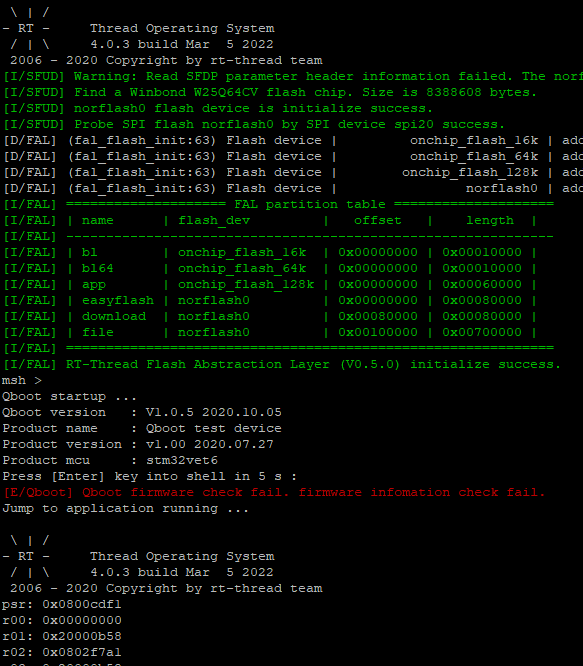 \ | /
- RT -     Thread Operating System
 / | \     4.0.3 build Mar  5 2022
 2006 - 2020 Copyright by rt-thread team
[I/SFUD] Warning: Read SFDP parameter header information failed. The norf
[I/SFUD] Find a Winbond W25Q64CV flash chip. Size is 8388608 bytes.
[I/SFUD] norflash0 flash device is initialize success.
[I/SFUD] Probe SPI flash norflash0 by SPI device spi20 success.
[D/FAL] (fal_flash_init:63) Flash device |         onchip_flash_16k | add
[D/FAL] (fal_flash_init:63) Flash device |         onchip_flash_64k | add
[D/FAL] (fal_flash_init:63) Flash device |        onchip_flash_128k | add
[D/FAL] (fal_flash_init:63) Flash device |                norflash0 | add
[I/FAL] ==================== FAL partition table ====================
[I/FAL] | name      | flash_dev         |   offset   |    length  |
[I/FAL] -------------------------------------------------------------
[I/FAL] | bl        | onchip_flash_16k  | 0x00000000 | 0x00010000 |
[I/FAL] | bl64      | onchip_flash_64k  | 0x00000000 | 0x00010000 |
[I/FAL] | app       | onchip_flash_128k | 0x00000000 | 0x00060000 |
[I/FAL] | easyflash | norflash0         | 0x00000000 | 0x00080000 |
[I/FAL] | download  | norflash0         | 0x00080000 | 0x00080000 |
[I/FAL] | file      | norflash0         | 0x00100000 | 0x00700000 |
[I/FAL] =============================================================
[I/FAL] RT-Thread Flash Abstraction Layer (V0.5.0) initialize success.
msh >
Qboot startup ...
Qboot version   : V1.0.5 2020.10.05
Product name    : Qboot test device
Product version : v1.00 2020.07.27
Product mcu     : stm32vet6
Press [Enter] key into shell in 5 s :
[E/Qboot] Qboot firmware check fail. firmware infomation check fail.
Jump to application running ...
 \ | /
- RT -     Thread Operating System
 / | \     4.0.3 build Mar  5 2022
 2006 - 2020 Copyright by rt-thread team
psr: 0x0800cdf1
r00: 0x00000000
r01: 0x20000b58
r02: 0x0802f7a1